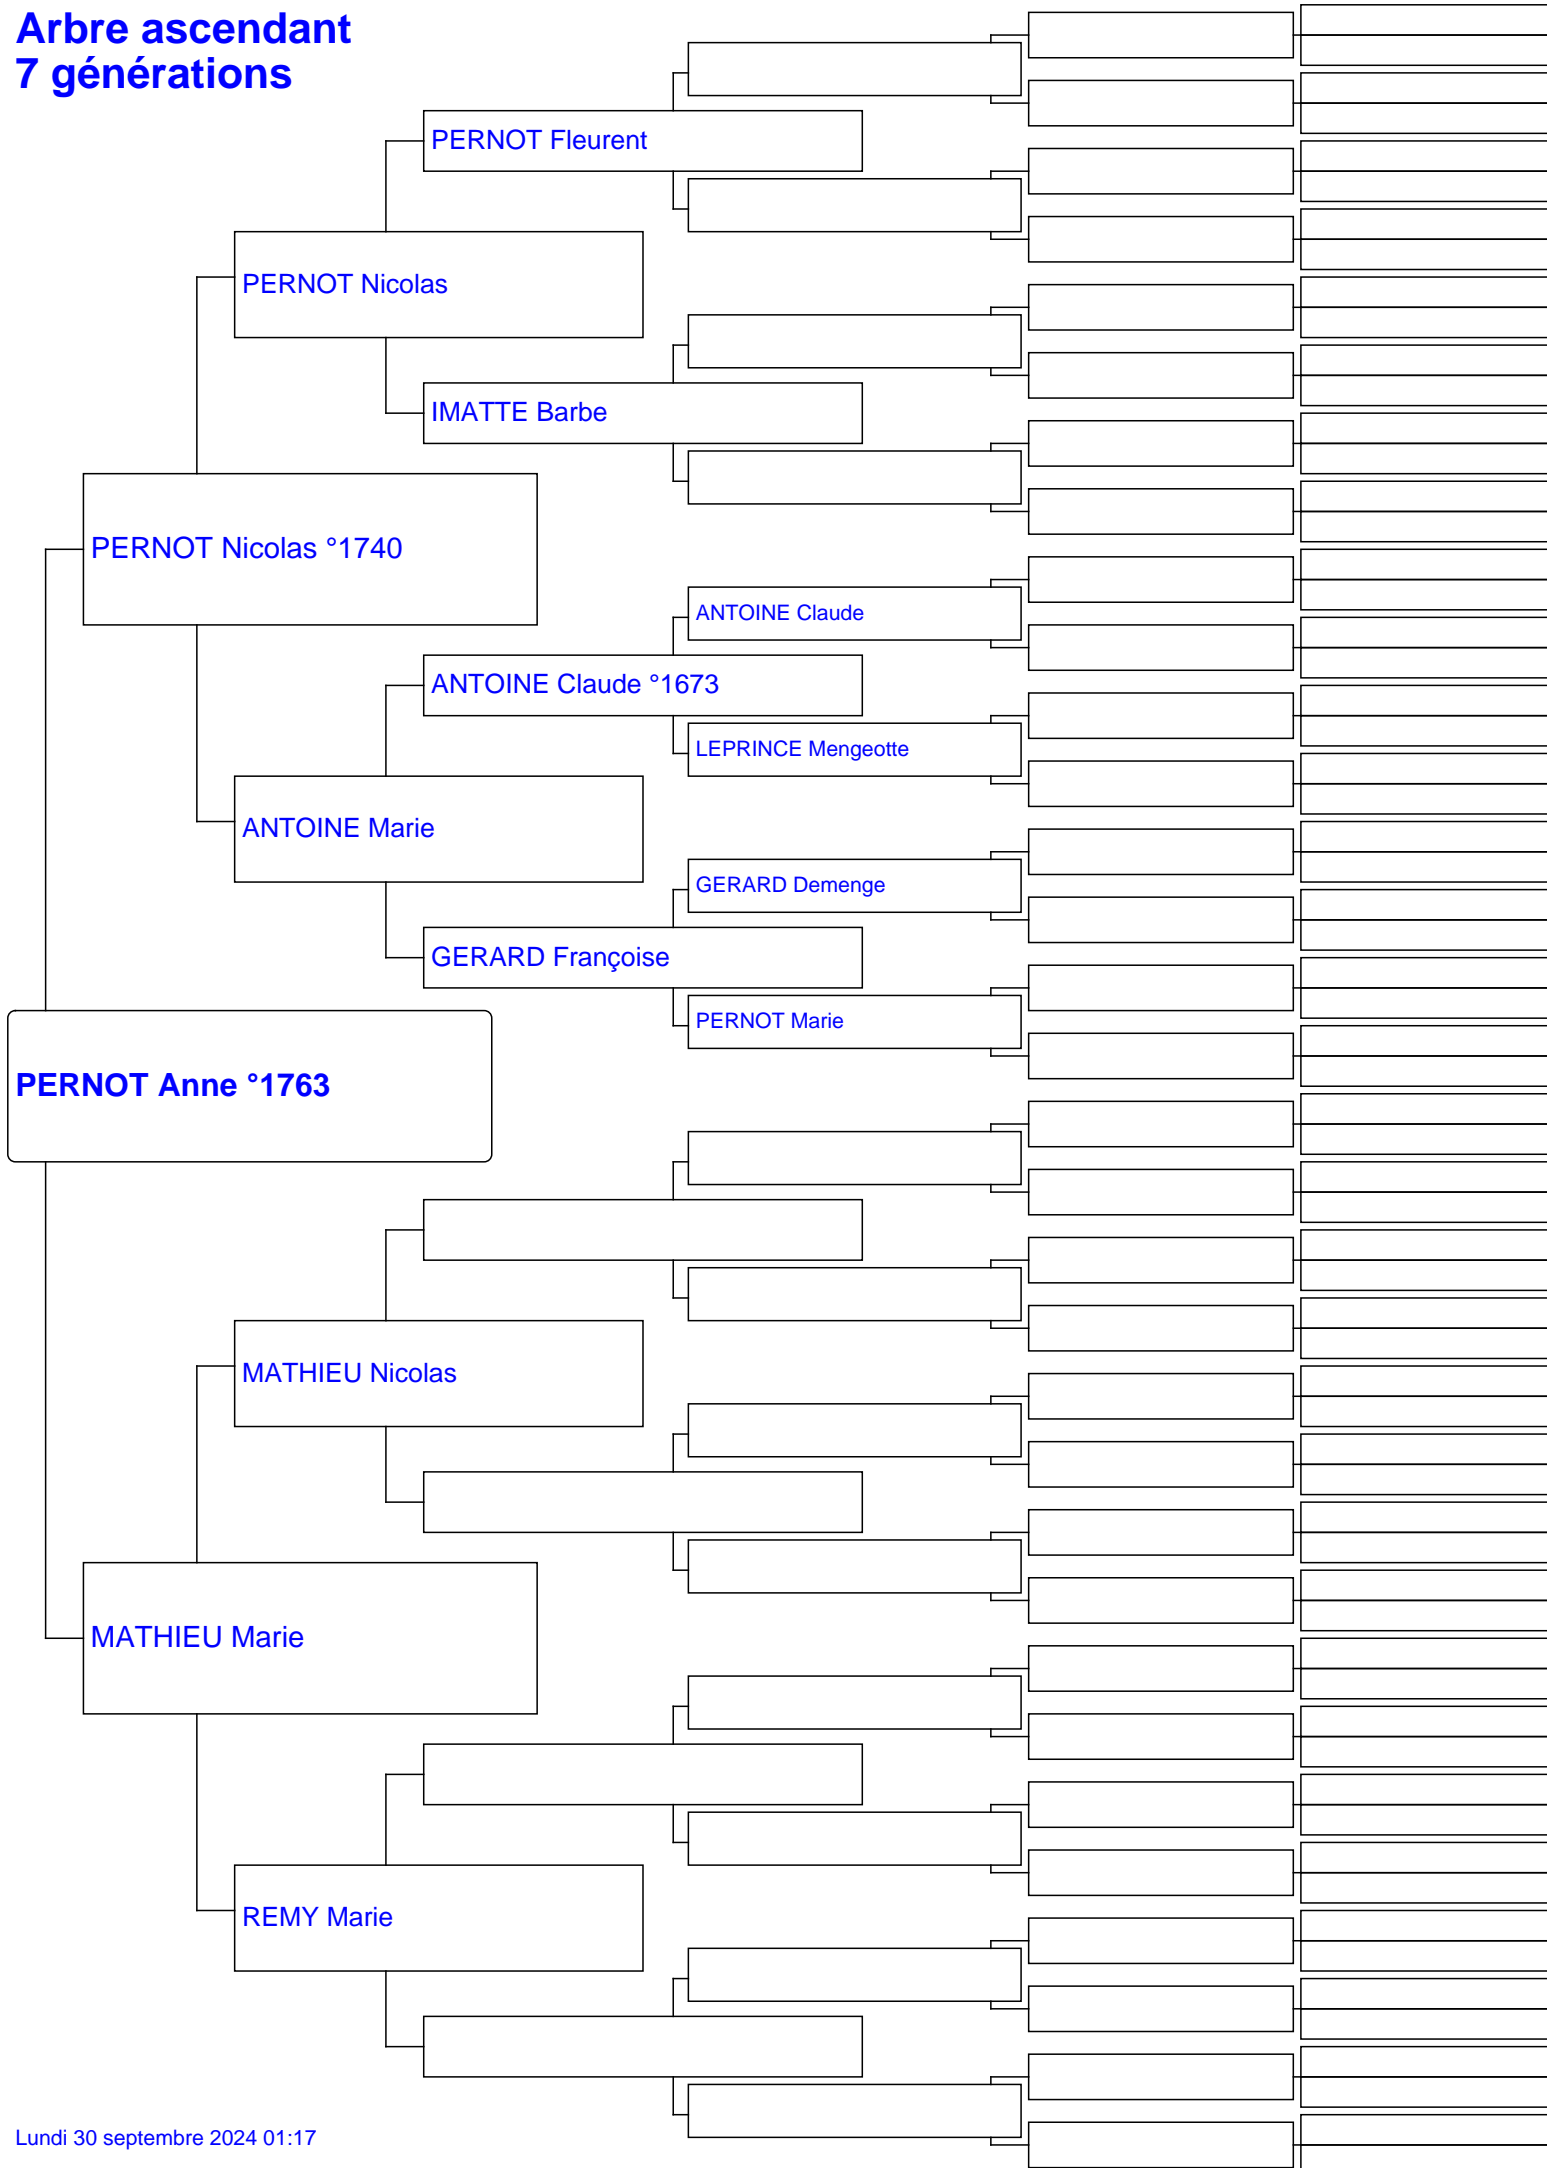 Arbre ascendant
7 générations
PERNOT Fleurent
PERNOT Nicolas
IMATTE Barbe
PERNOT Nicolas °1740
ANTOINE Claude
ANTOINE Claude °1673
LEPRINCE Mengeotte
ANTOINE Marie
GERARD Demenge
GERARD Françoise
PERNOT Marie
PERNOT Anne °1763
MATHIEU Nicolas
MATHIEU Marie
REMY Marie
Lundi 30 septembre 2024 01:17